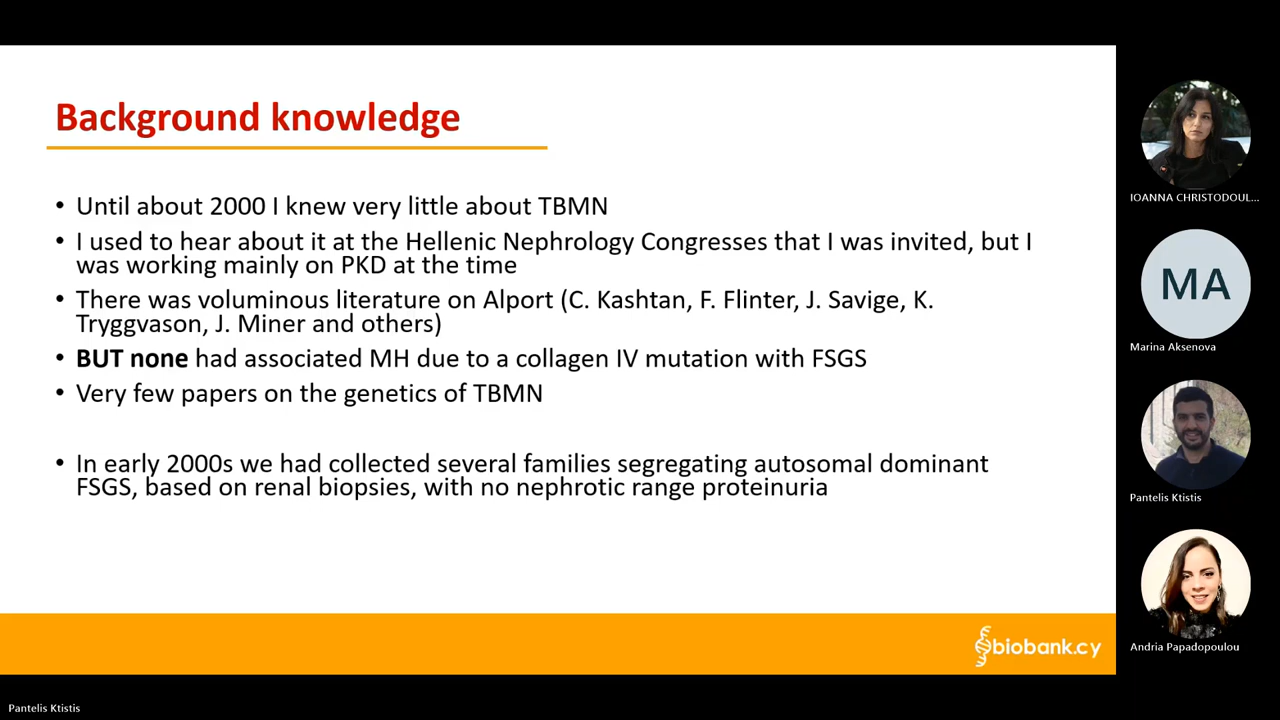 Background knowledge
• Until about 2000 I knew very little about TBMN
• I used to hear about it at the Hellenic Nephrology Congresses that I was invited, but I
was working mainly on PKD at the time
• There was voluminous literature on Alport (C. Kashtan, F. Flinter, J. Savige, K.
Tryggvason, J. Miner and others)
• BUT none had associated MH due to a collagen IV mutation with FSGS
• Very few papers on the genetics of TBMN
• In early 2000s we had collected several families segregating autosomal dominant
FSGS, based on renal biopsies, with no nephrotic range proteinuria
biobank.cy
IOANNA CHRISTODOUL...
MA
Marina Aksenova
Pantelis Ktistis
Andria Papadopoulou
Pantelis Ktistis